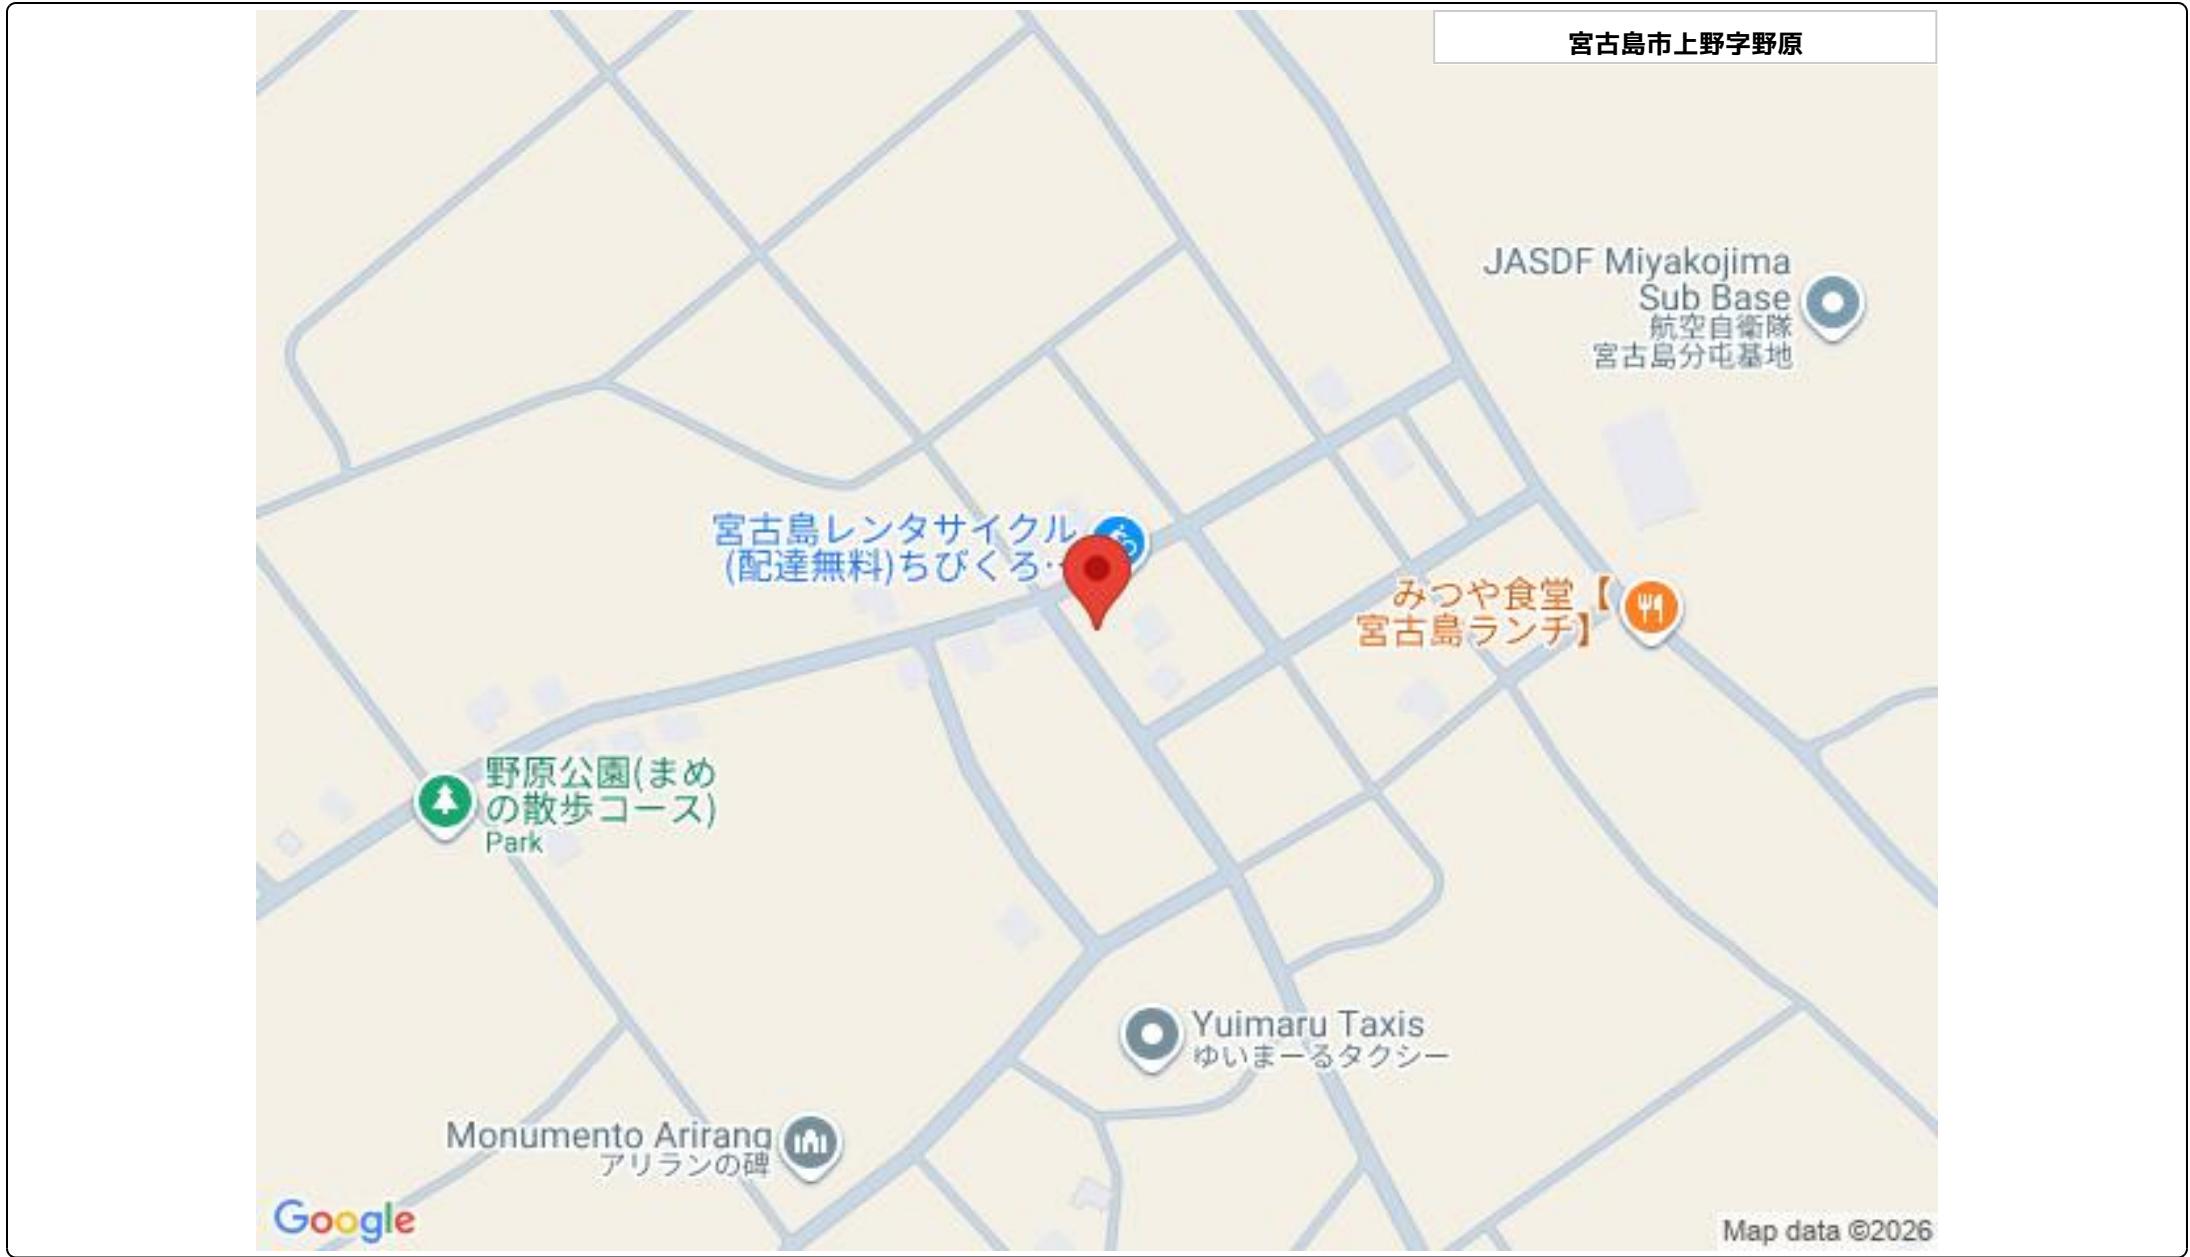 宮古島市上野字野原
JASDF Miyakojima
Sub Base
航空自衛隊
宮古島分屯基地
宮古島レンタサイクル
(配達無料)ちびくろ…
みつや食堂【
宮古島ランチ】
野原公園(まめ
の散歩コース)
Park
Yuimaru Taxis
ゆいまーるタクシー
Monumento Arirang
アリランの碑
Google
Map data ©2026